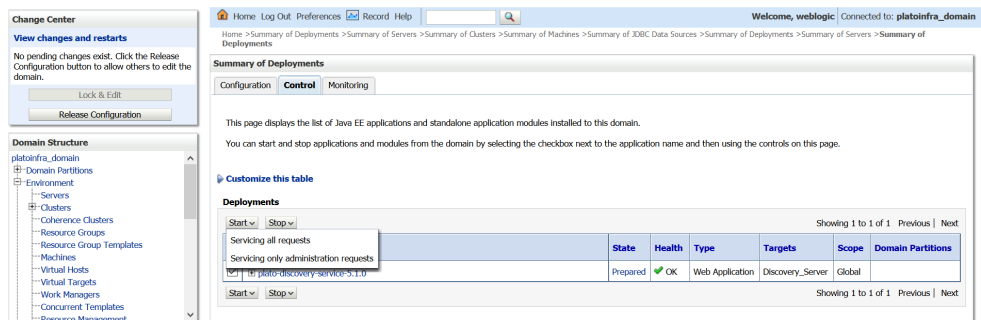 Change Center
View changes and restarts
No pending changes exist. Click the Release
Configuration button to allow others to edit the
domain.
Lock & Edit
Release Configuration
Domain Structure
platoinfra_domain
Domain Partitions
Environment
Servers
Clusters
Coherence Clusters
Resource Groups
Resource Group Templates
Machines
Virtual Hosts
Virtual Targets
Work Managers
Concurrent Templates
Resource Management
Home Log Out Preferences Record Help
Welcome, weblogic Connected to: platoinfra_domain
Home >Summary of Deployments >Summary of Servers >Summary of Clusters >Summary of Machines >Summary of JDBC Data Sources >Summary of Deployments >Summary of Servers >Summary of
Deployments
Summary of Deployments
Configuration Control Monitoring
This page displays the list of Java EE applications and standalone application modules installed to this domain.
You can start and stop applications and modules from the domain by selecting the checkbox next to the application name and then using the controls on this page.
Customize this table
Deployments
Start Stop
Showing 1 to 1 of 1 Previous | Next
Servicing all requests
Servicing only administration requests
State Health Type Targets Scope Domain Partitions
plato-discovery-service-5.1.0 Prepared OK Web Application Discovery_Server Global
Start Stop
Showing 1 to 1 of 1 Previous | Next